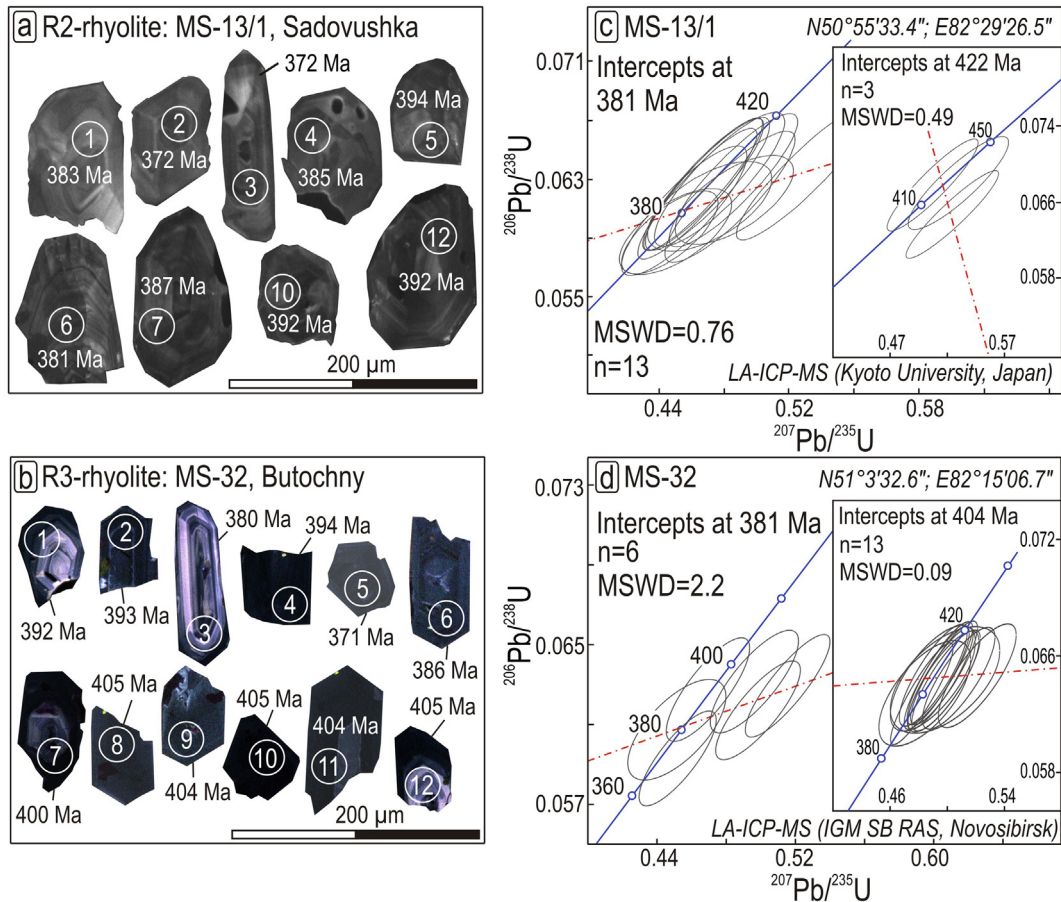 a R2-rhyolite: MS-13/1, Sadovushka
1
383 Ma
2
372 Ma
372 Ma
3
4
385 Ma
394 Ma
5
6
381 Ma
387 Ma
7
10
392 Ma
12
392 Ma
200 µm
b R3-rhyolite: MS-32, Butochny
1
392 Ma
2
393 Ma
380 Ma
3
394 Ma
4
5
371 Ma
6
386 Ma
7
400 Ma
405 Ma
8
9
404 Ma
405 Ma
10
404 Ma
11
405 Ma
12
200 µm
c MS-13/1
N50°55'33.4"; E82°29'26.5"
Intercepts at
381 Ma
MSWD=0.76
n=13
420
380
0.071
0.063
0.055
²⁰⁶Pb/²³⁸U
Intercepts at 422 Ma
n=3
MSWD=0.49
450
410
0.074
0.066
0.058
0.47
0.57
LA-ICP-MS (Kyoto University, Japan)
0.44
0.52
0.58
²⁰⁷Pb/²³⁵U
d MS-32
N51°3'32.6"; E82°15'06.7"
Intercepts at 381 Ma
n=6
MSWD=2.2
400
380
360
0.073
0.065
0.057
²⁰⁶Pb/²³⁸U
Intercepts at 404 Ma
n=13
MSWD=0.09
420
380
0.072
0.066
0.058
0.46
0.54
LA-ICP-MS (IGM SB RAS, Novosibirsk)
0.44
0.52
0.60
²⁰⁷Pb/²³⁵U